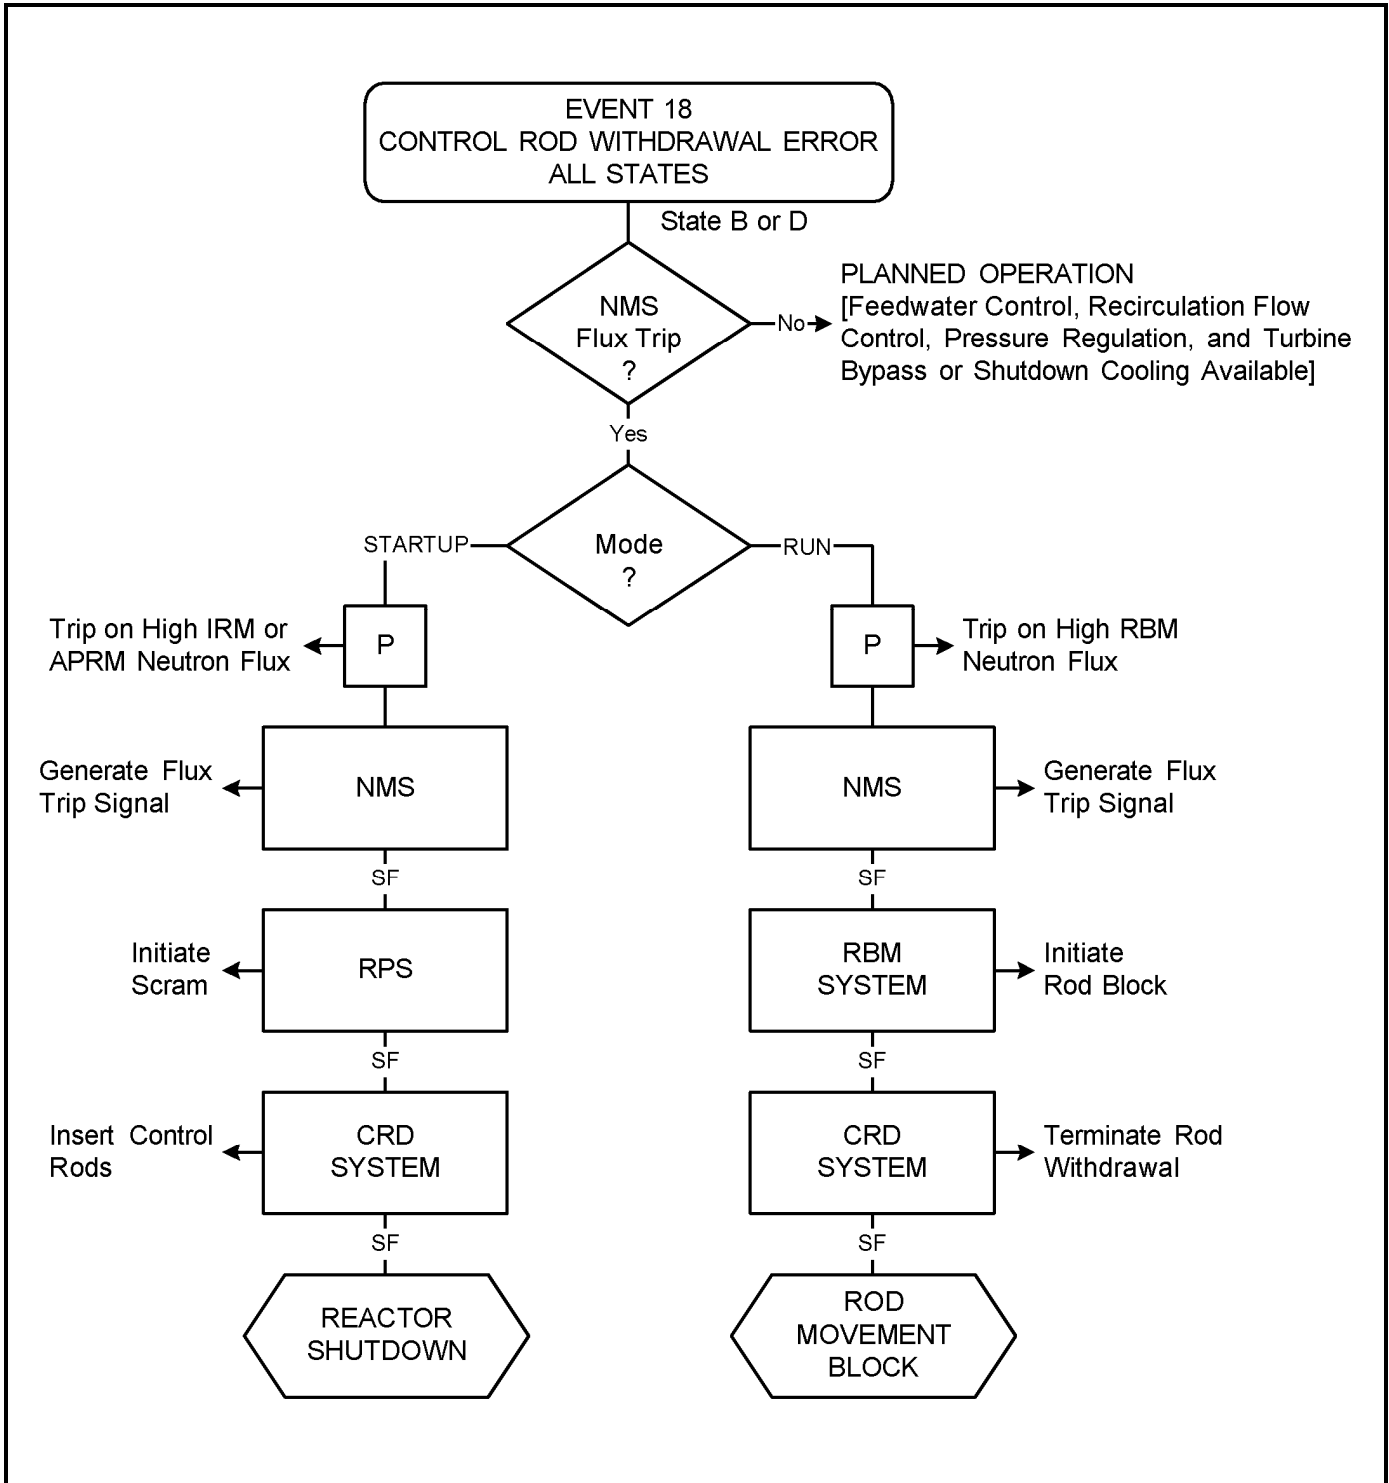 EVENT 18
CONTROL ROD WITHDRAWAL ERROR
ALL STATES
State B or D
NMS
Flux Trip
?
No
PLANNED OPERATION
[Feedwater Control, Recirculation Flow
Control, Pressure Regulation, and Turbine
Bypass or Shutdown Cooling Available]
Yes
Mode
?
STARTUP
RUN
Trip on High IRM or
APRM Neutron Flux
P
P
Trip on High RBM
Neutron Flux
Generate Flux
Trip Signal
NMS
NMS
Generate Flux
Trip Signal
SF
SF
Initiate
Scram
RPS
RBM
SYSTEM
Initiate
Rod Block
SF
SF
Insert Control
Rods
CRD
SYSTEM
CRD
SYSTEM
Terminate Rod
Withdrawal
SF
SF
REACTOR
SHUTDOWN
ROD
MOVEMENT
BLOCK